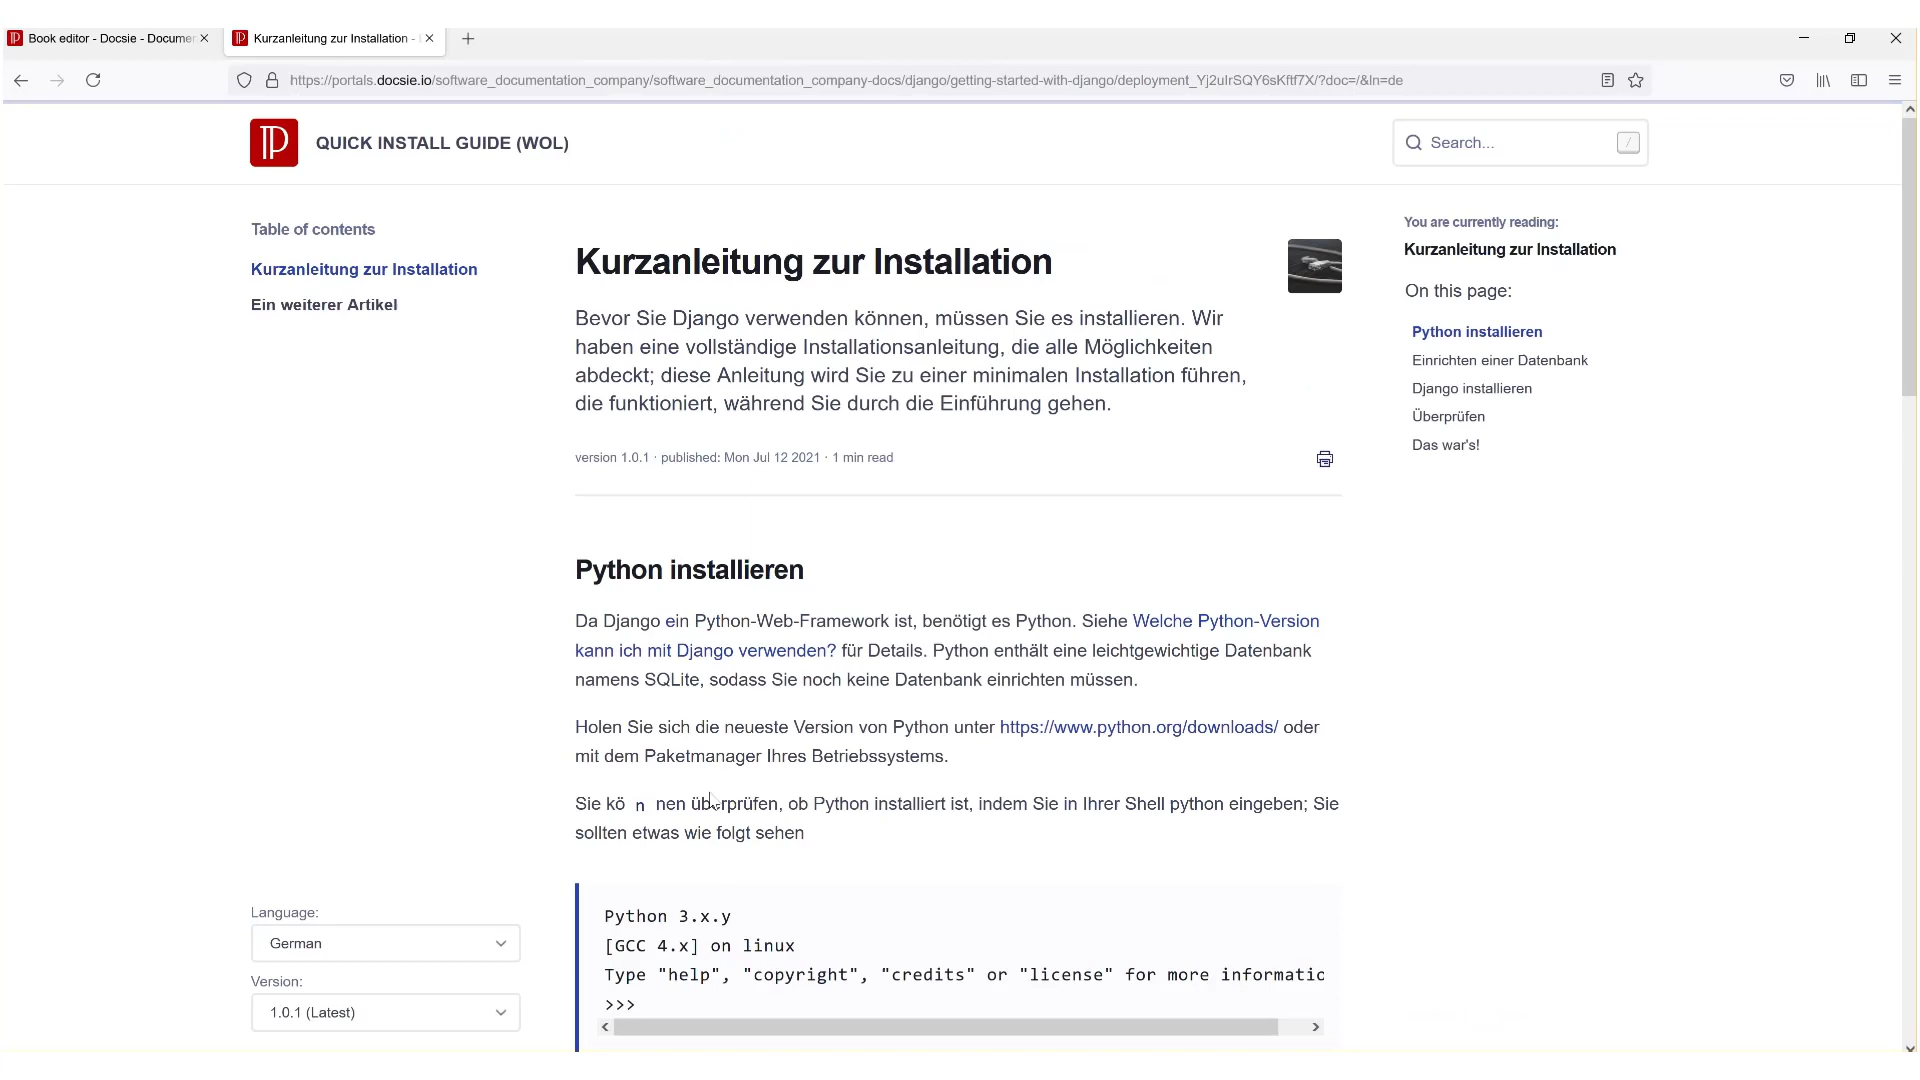 Book editor - Docsie - Documen
Kurzanleitung zur Installation -
https://portals.docsie.io/software_documentation_company/software_documentation_company-docs/django/getting-started-with-django/deployment_Yj2uIrSQY6sKftf7X/?doc=/&ln=de
QUICK INSTALL GUIDE (WOL)
Search...
/
Table of contents
Kurzanleitung zur Installation
Ein weiterer Artikel
Kurzanleitung zur Installation
Bevor Sie Django verwenden können, müssen Sie es installieren. Wir
haben eine vollständige Installationsanleitung, die alle Möglichkeiten
abdeckt; diese Anleitung wird Sie zu einer minimalen Installation führen,
die funktioniert, während Sie durch die Einführung gehen.
version 1.0.1 · published: Mon Jul 12 2021 · 1 min read
Python installieren
Da Django ein Python-Web-Framework ist, benötigt es Python. Siehe Welche Python-Version
kann ich mit Django verwenden? für Details. Python enthält eine leichtgewichtige Datenbank
namens SQLite, sodass Sie noch keine Datenbank einrichten müssen.
Holen Sie sich die neueste Version von Python unter https://www.python.org/downloads/ oder
mit dem Paketmanager Ihres Betriebssystems.
Sie kö n nen überprüfen, ob Python installiert ist, indem Sie in Ihrer Shell python eingeben; Sie
sollten etwas wie folgt sehen
Python 3.x.y
[GCC 4.x] on linux
Type "help", "copyright", "credits" or "license" for more informatio
>>>
You are currently reading:
Kurzanleitung zur Installation
On this page:
Python installieren
Einrichten einer Datenbank
Django installieren
Überprüfen
Das war's!
Language:
German
Version:
1.0.1 (Latest)